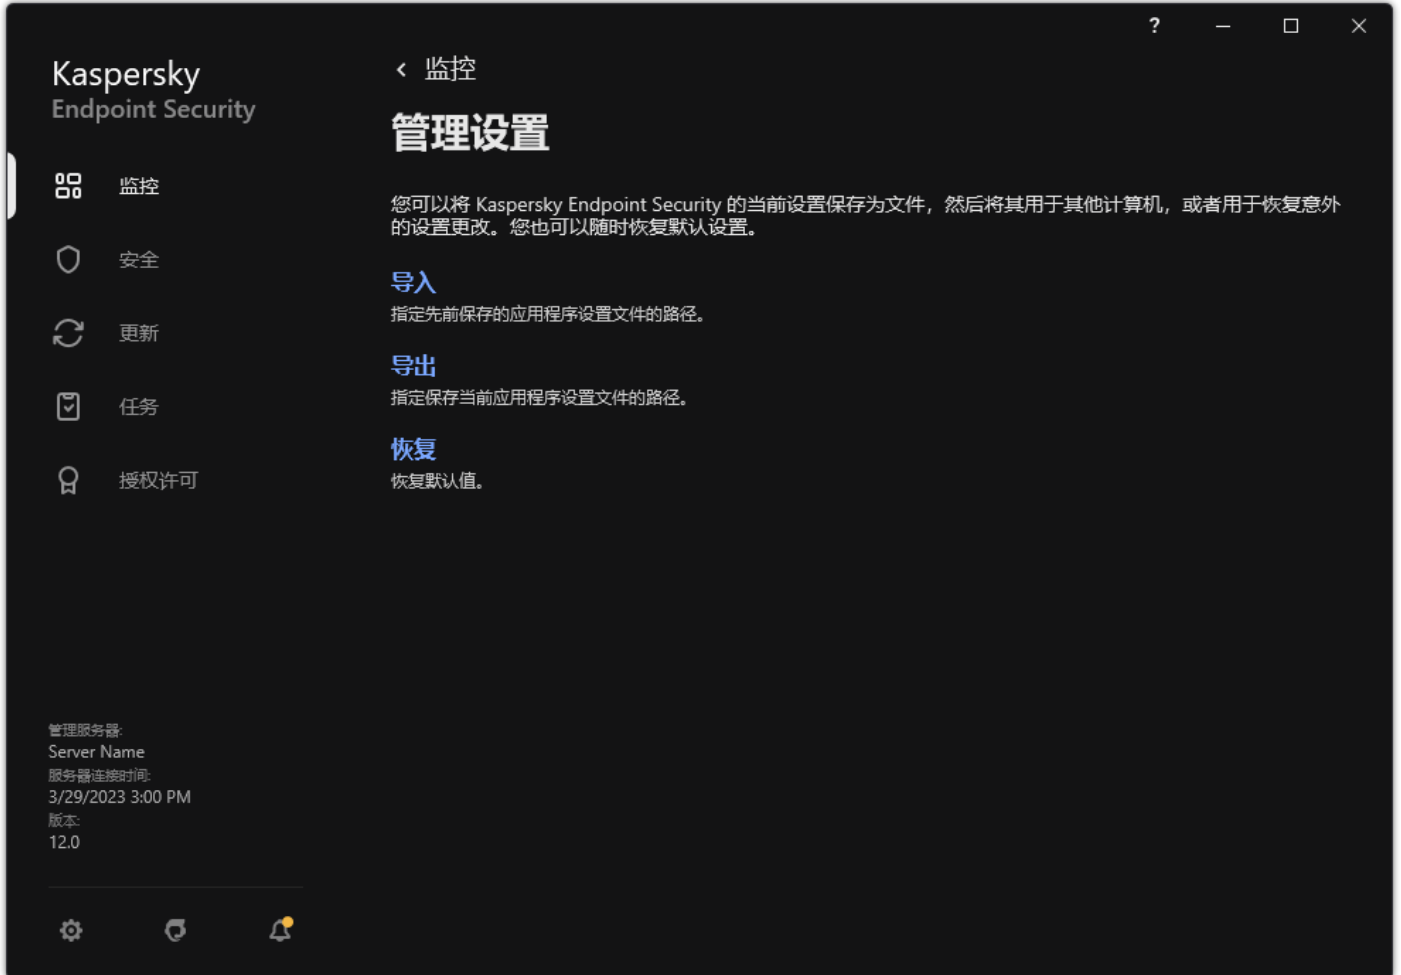 ?
Kaspersky
Endpoint Security
监控
安全
更新
任务
授权许可
管理服务器:
Server Name
服务器连接时间:
3/29/2023 3:00 PM
版本:
12.0
监控
管理设置
您可以将 Kaspersky Endpoint Security 的当前设置保存为文件，然后将其用于其他计算机，或者用于恢复意外
的设置更改。您也可以随时恢复默认设置。
导入
指定先前保存的应用程序设置文件的路径。
导出
指定保存当前应用程序设置文件的路径。
恢复
恢复默认值。